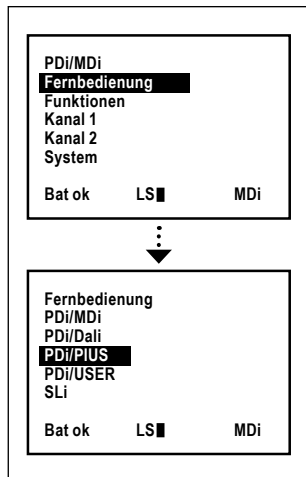 PDi/MDi
Fernbedienung
Funktionen
Kanal 1
Kanal 2
System
Bat ok LS MDi
Fernbedienung
PDi/MDi
PDi/Dali
PDi/PIUS
PDi/USER
SLi
Bat ok LS MDi